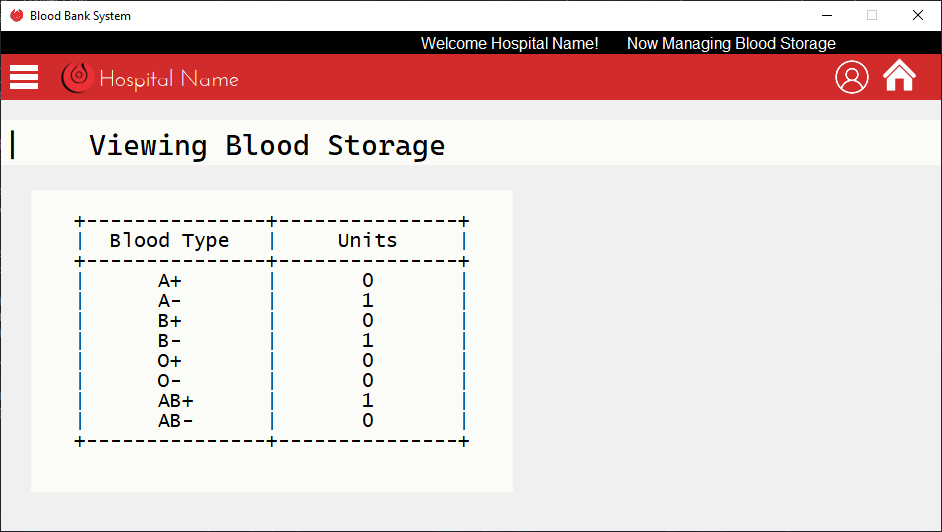 Blood Bank System
Welcome Hospital Name! Now Managing Blood Storage
Hospital Name
| Viewing Blood Storage
+---------------+---------------+
| Blood Type | Units |
+---------------+---------------+
| A+ | 0 |
| A- | 1 |
| B+ | 0 |
| B- | 1 |
| O+ | 0 |
| O- | 0 |
| AB+ | 1 |
| AB- | 0 |
+---------------+---------------+